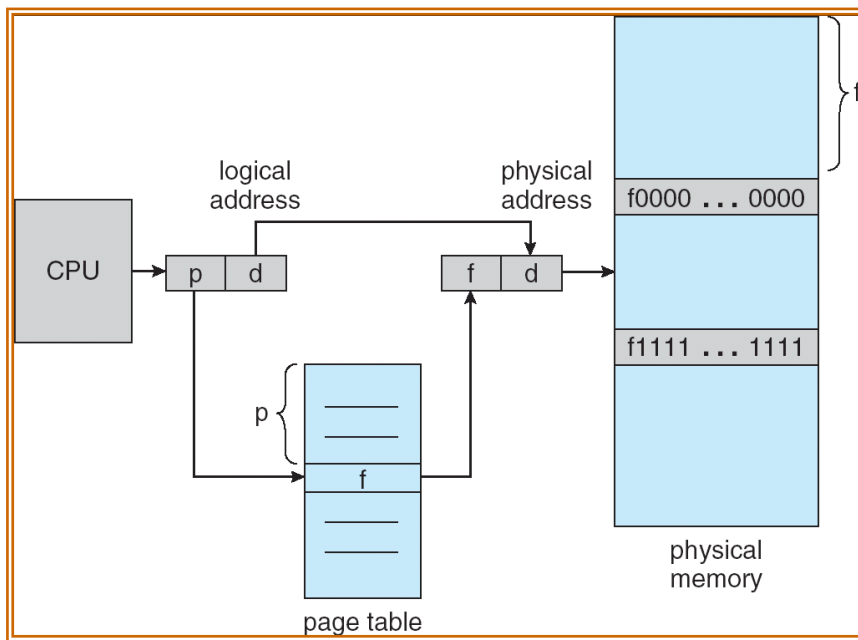 f
f0000 ... 0000
logical
address
physical
address
CPU
p
d
f
d
f1111 ... 1111
p
f
physical
memory
page table